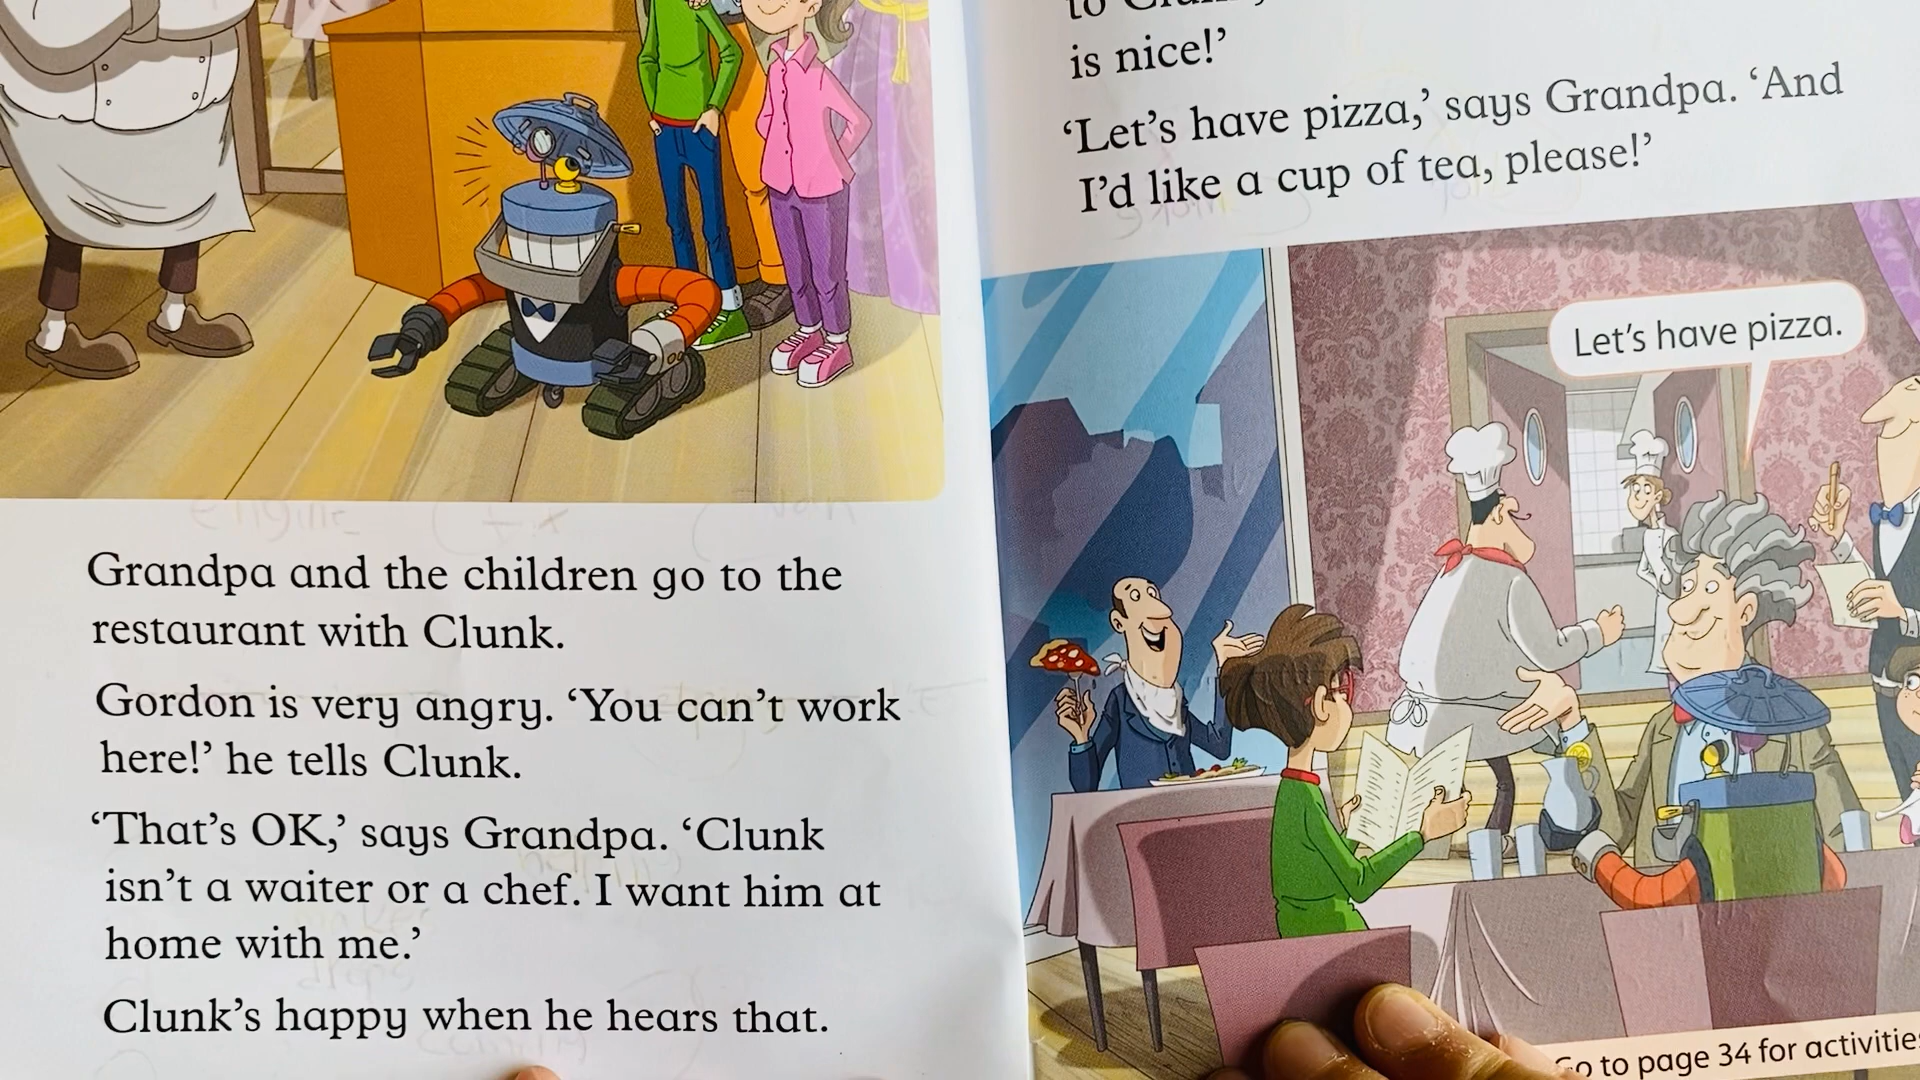 Grandpa and the children go to the
restaurant with Clunk.
Gordon is very angry. ‘You can’t work
here!’ he tells Clunk.
‘That’s OK,’ says Grandpa. ‘Clunk
isn’t a waiter or a chef. I want him at
home with me.’
Clunk’s happy when he hears that.
to
is nice!’
‘Let’s have pizza,’ says Grandpa. ‘And
I’d like a cup of tea, please!’
Let’s have pizza.
to page 34 for activities